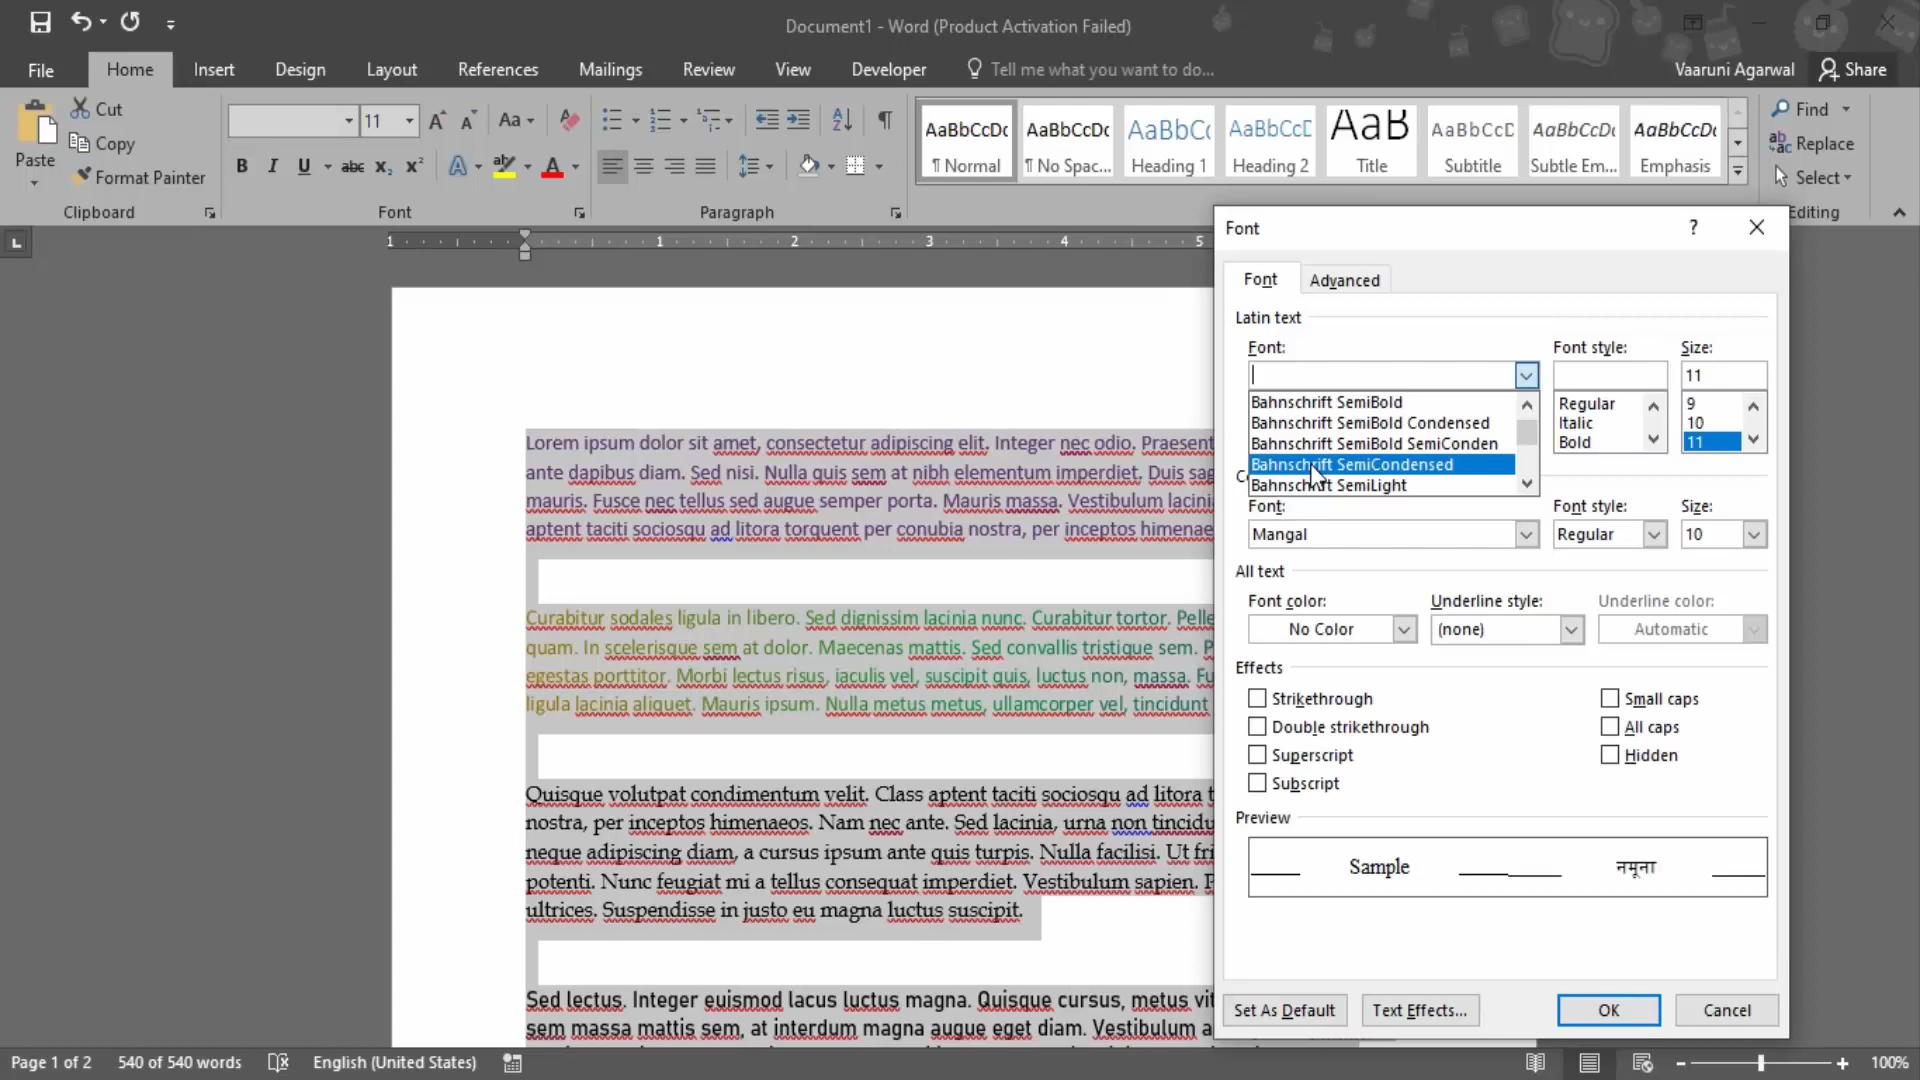 Document1 - Word (Product Activation Failed)
File Home Insert Design Layout References Mailings Review View Developer Tell me what you want to do... Vaaruni Agarwal Share
Paste
Cut
Copy
Format Painter
Clipboard
11 Aa
B I U abc x₂ x² A ab A
Font
Paragraph
AaBbCcDc AaBbCcDc AaBbC AaBbCcD AaB AaBbCcD AaBbCcDc AaBbCcDc
¶ Normal ¶ No Spac... Heading 1 Heading 2 Title Subtitle Subtle Em... Emphasis
Find
Replace
Select
Editing
1 1 2 3 4 5
Lorem ipsum dolor sit amet, consectetur adipiscing elit. Integer nec odio. Praesent
ante dapibus diam. Sed nisi. Nulla quis sem at nibh elementum imperdiet. Duis sag
mauris. Fusce nec tellus sed augue semper porta. Mauris massa. Vestibulum lacini
aptent taciti sociosqu ad litora torquent per conubia nostra, per inceptos himenae
Curabitur sodales ligula in libero. Sed dignissim lacinia nunc. Curabitur tortor. Pelle
quam. In scelerisque sem at dolor. Maecenas mattis. Sed convallis tristique sem. P
egestas porttitor. Morbi lectus risus, iaculis vel, suscipit quis, luctus non, massa. Fu
ligula lacinia aliquet. Mauris ipsum. Nulla metus metus, ullamcorper vel, tincidunt
Quisque volutpat condimentum velit. Class aptent taciti sociosqu ad litora t
nostra, per inceptos himenaeos. Nam nec ante. Sed lacinia, urna non tincidu
neque adipiscing diam, a cursus ipsum ante quis turpis. Nulla facilisi. Ut fri
potenti. Nunc feugiat mi a tellus consequat imperdiet. Vestibulum sapien. P
ultrices. Suspendisse in justo eu magna luctus suscipit.
Sed lectus. Integer euismod lacus luctus magna. Quisque cursus, metus vit
sem massa mattis sem, at interdum magna augue eget diam. Vestibulum a
Font
Font Advanced
Latin text
Font: Font style: Size:
11
Bahnschrift SemiBold
Bahnschrift SemiBold Condensed
Bahnschrift SemiBold SemiConden
Bahnschrift SemiCondensed
Bahnschrift SemiLight
Regular
Italic
Bold
9
10
11
C
Font: Font style: Size:
Mangal Regular 10
All text
Font color: Underline style: Underline color:
No Color (none) Automatic
Effects
Strikethrough
Double strikethrough
Superscript
Subscript
Small caps
All caps
Hidden
Preview
Sample नमूना
Set As Default Text Effects... OK Cancel
Page 1 of 2 540 of 540 words English (United States) 100%